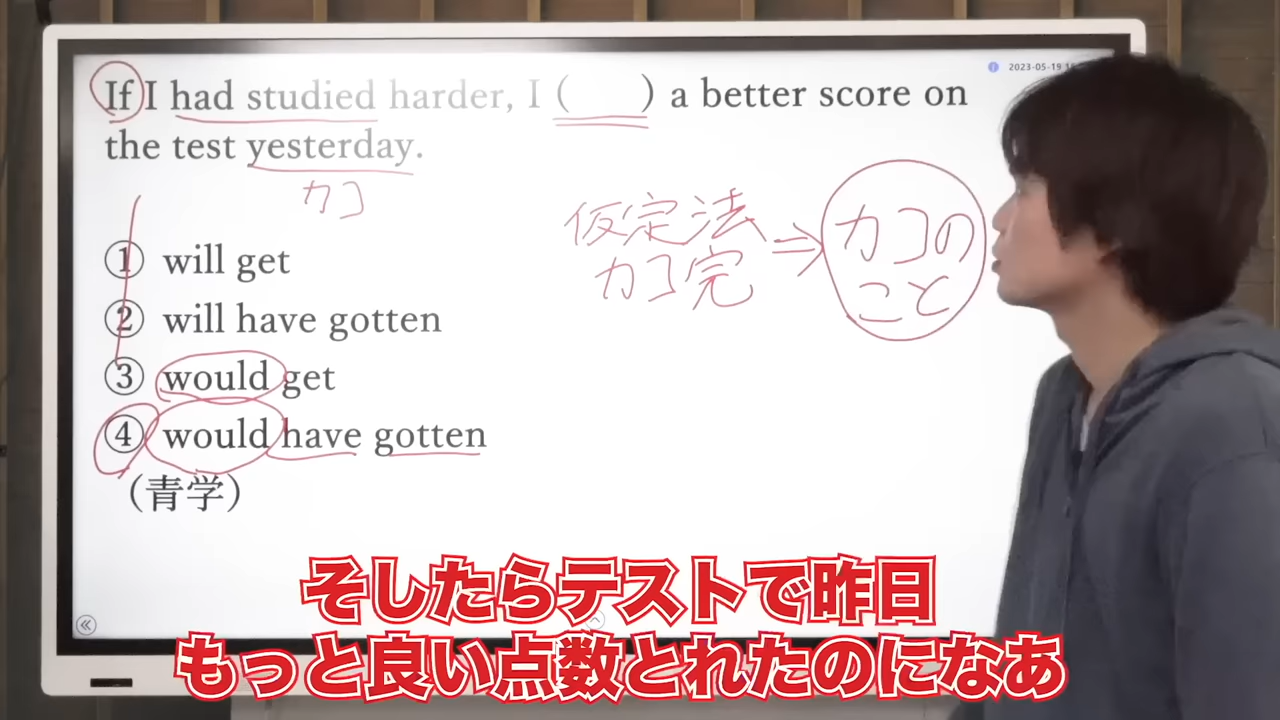 If I had studied harder, I (    ) a better score on
the test yesterday.
カコ
① will get
② will have gotten
③ would get
④ would have gotten
(青学)
仮定法
カコ完
⇒
カコの
こと
2023-05-19
そしたらテストで昨日
もっと良い点数とれたのになあ